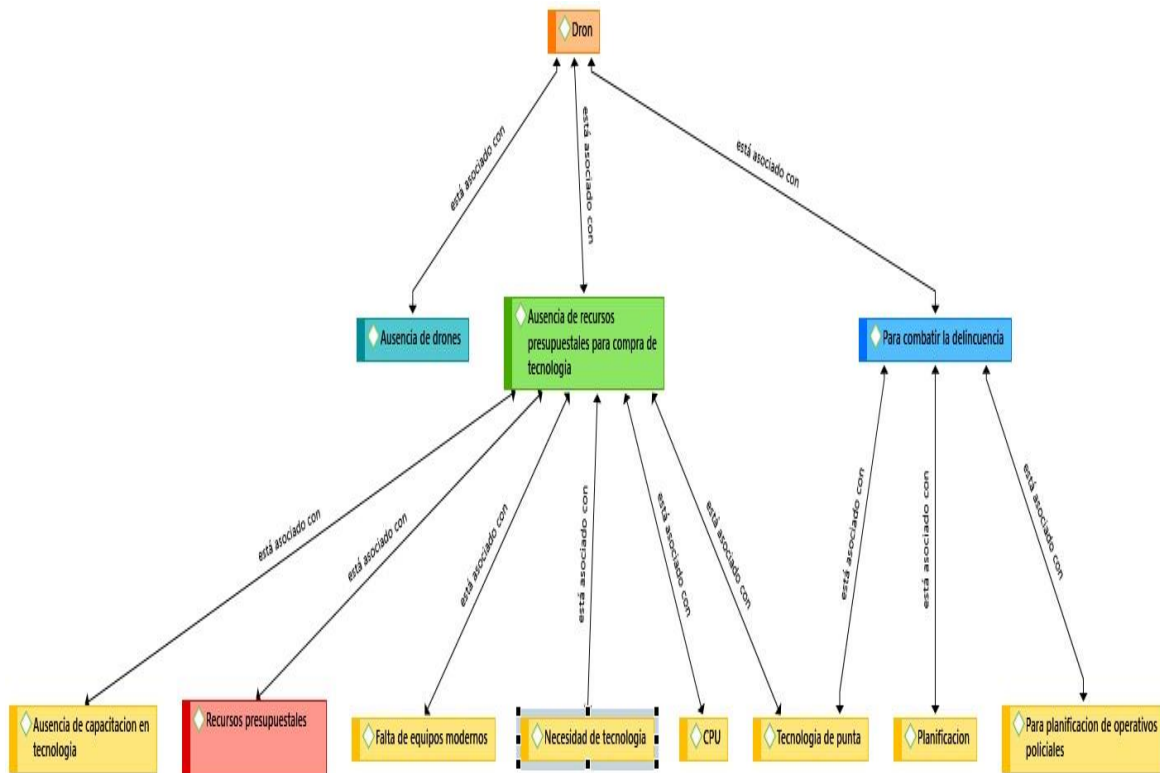 Dron
está asociado con
está asociado con
está asociado con
Ausencia de drones
Ausencia de recursos
presupuestales para compra de
tecnologia
Para combatir la delincuencia
está asociado con
está asociado con
está asociado con
está asociado con
está asociado con
está asociado con
está asociado con
está asociado con
está asociado con
Ausencia de capacitacion en
tecnologia
Recursos presupuestales
Falta de equipos modernos
Necesidad de tecnologia
CPU
Tecnologia de punta
Planificacion
Para planificacion de operativos
policiales